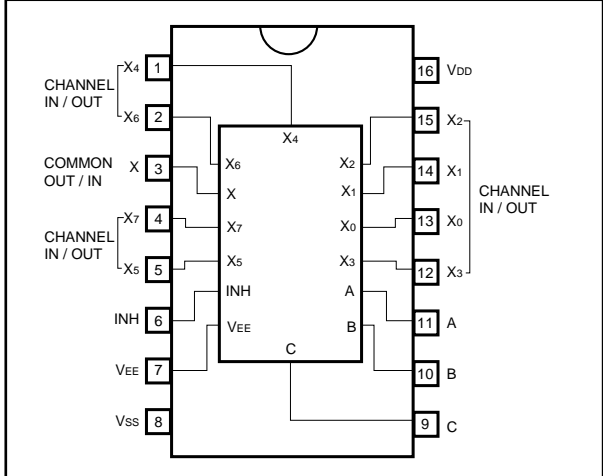 X4 1
CHANNEL
IN / OUT
X6 2
COMMON
OUT / IN
X 3
X7 4
CHANNEL
IN / OUT
X5 5
INH 6
VEE 7
VSS 8
X4
X6
X
X7
X5
INH
VEE
C
X2
X1
X0
X3
A
B
16 VDD
15 X2
14 X1
CHANNEL
IN / OUT
13 X0
12 X3
11 A
10 B
9 C